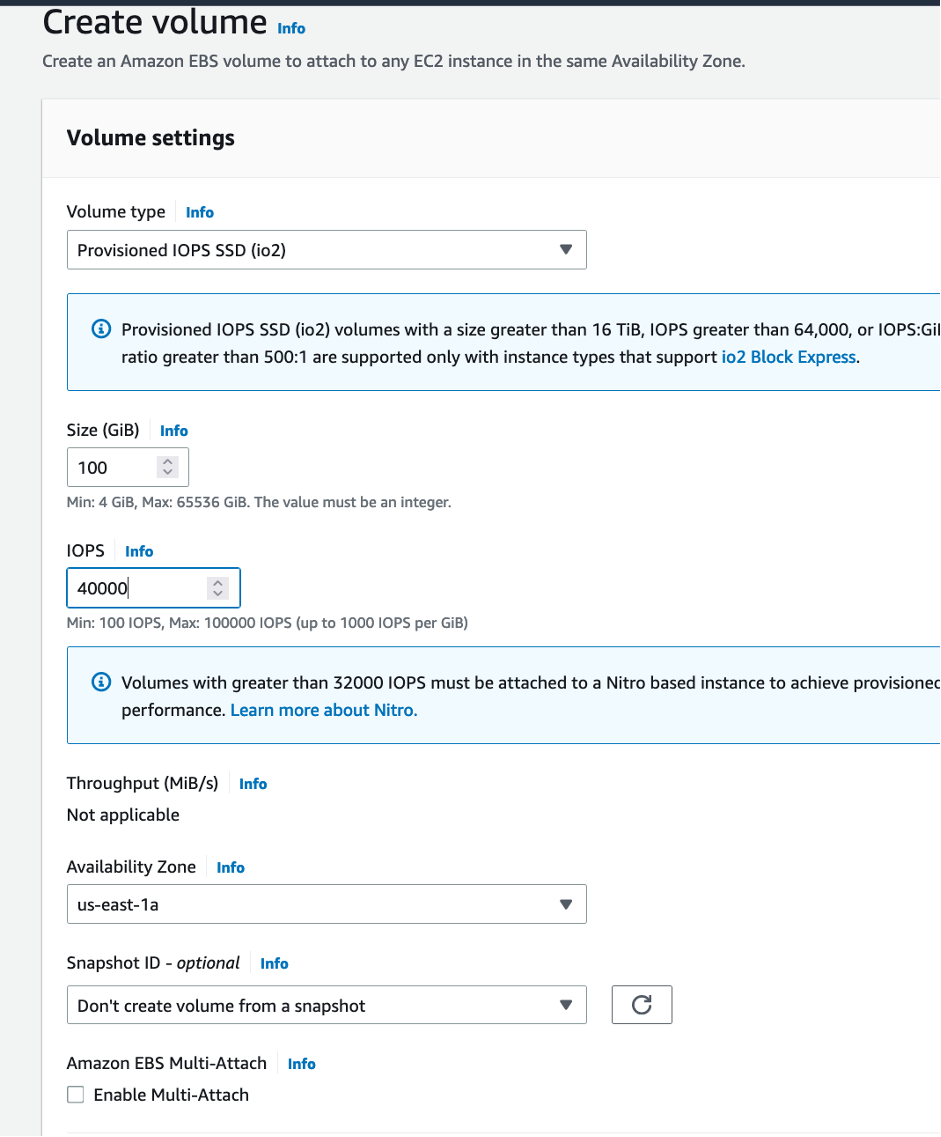 Create volume Info
Create an Amazon EBS volume to attach to any EC2 instance in the same Availability Zone.
Volume settings
Volume type Info
Provisioned IOPS SSD (io2)
Provisioned IOPS SSD (io2) volumes with a size greater than 16 TiB, IOPS greater than 64,000, or
ratio greater than 500:1 are supported only with instance types that support io2 Block Express.
Size (GiB) Info
100
Min: 4 GiB, Max: 65536 GiB. The value must be an integer.
IOPS Info
40000
Min: 100 IOPS, Max: 100000 IOPS (up to 1000 IOPS per GiB)
Volumes with greater than 32000 IOPS must be attached to a Nitro based instance to achieve provisioned
performance. Learn more about Nitro.
Throughput (MiB/s) Info
Not applicable
Availability Zone Info
us-east-1a
Snapshot ID - optional Info
Don't create volume from a snapshot
Amazon EBS Multi-Attach Info
Enable Multi-Attach